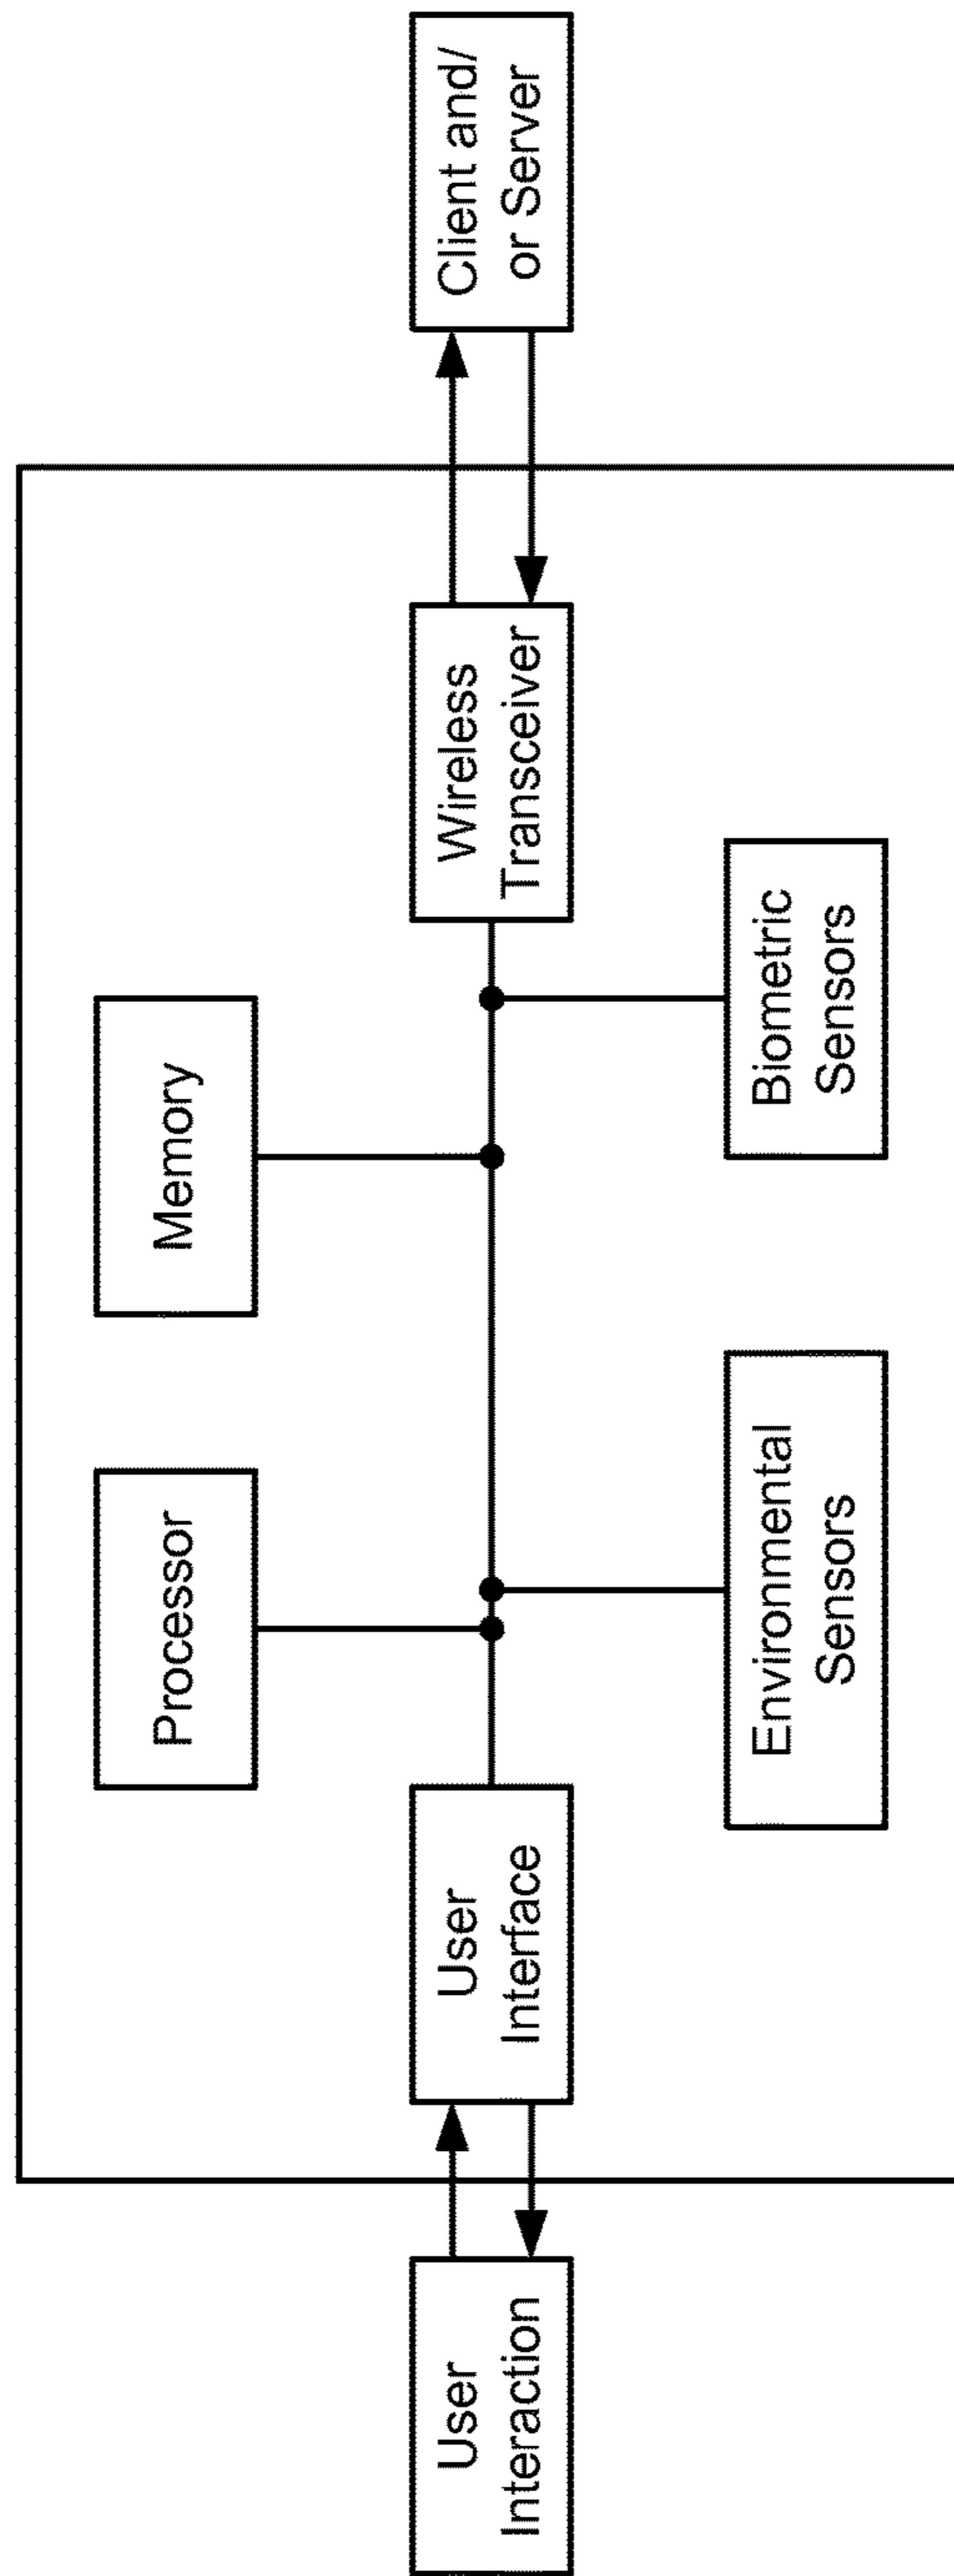 Processor
Memory
User
Interaction
User
Interface
Wireless
Transceiver
Client and/
or Server
Environmental
Sensors
Biometric
Sensors